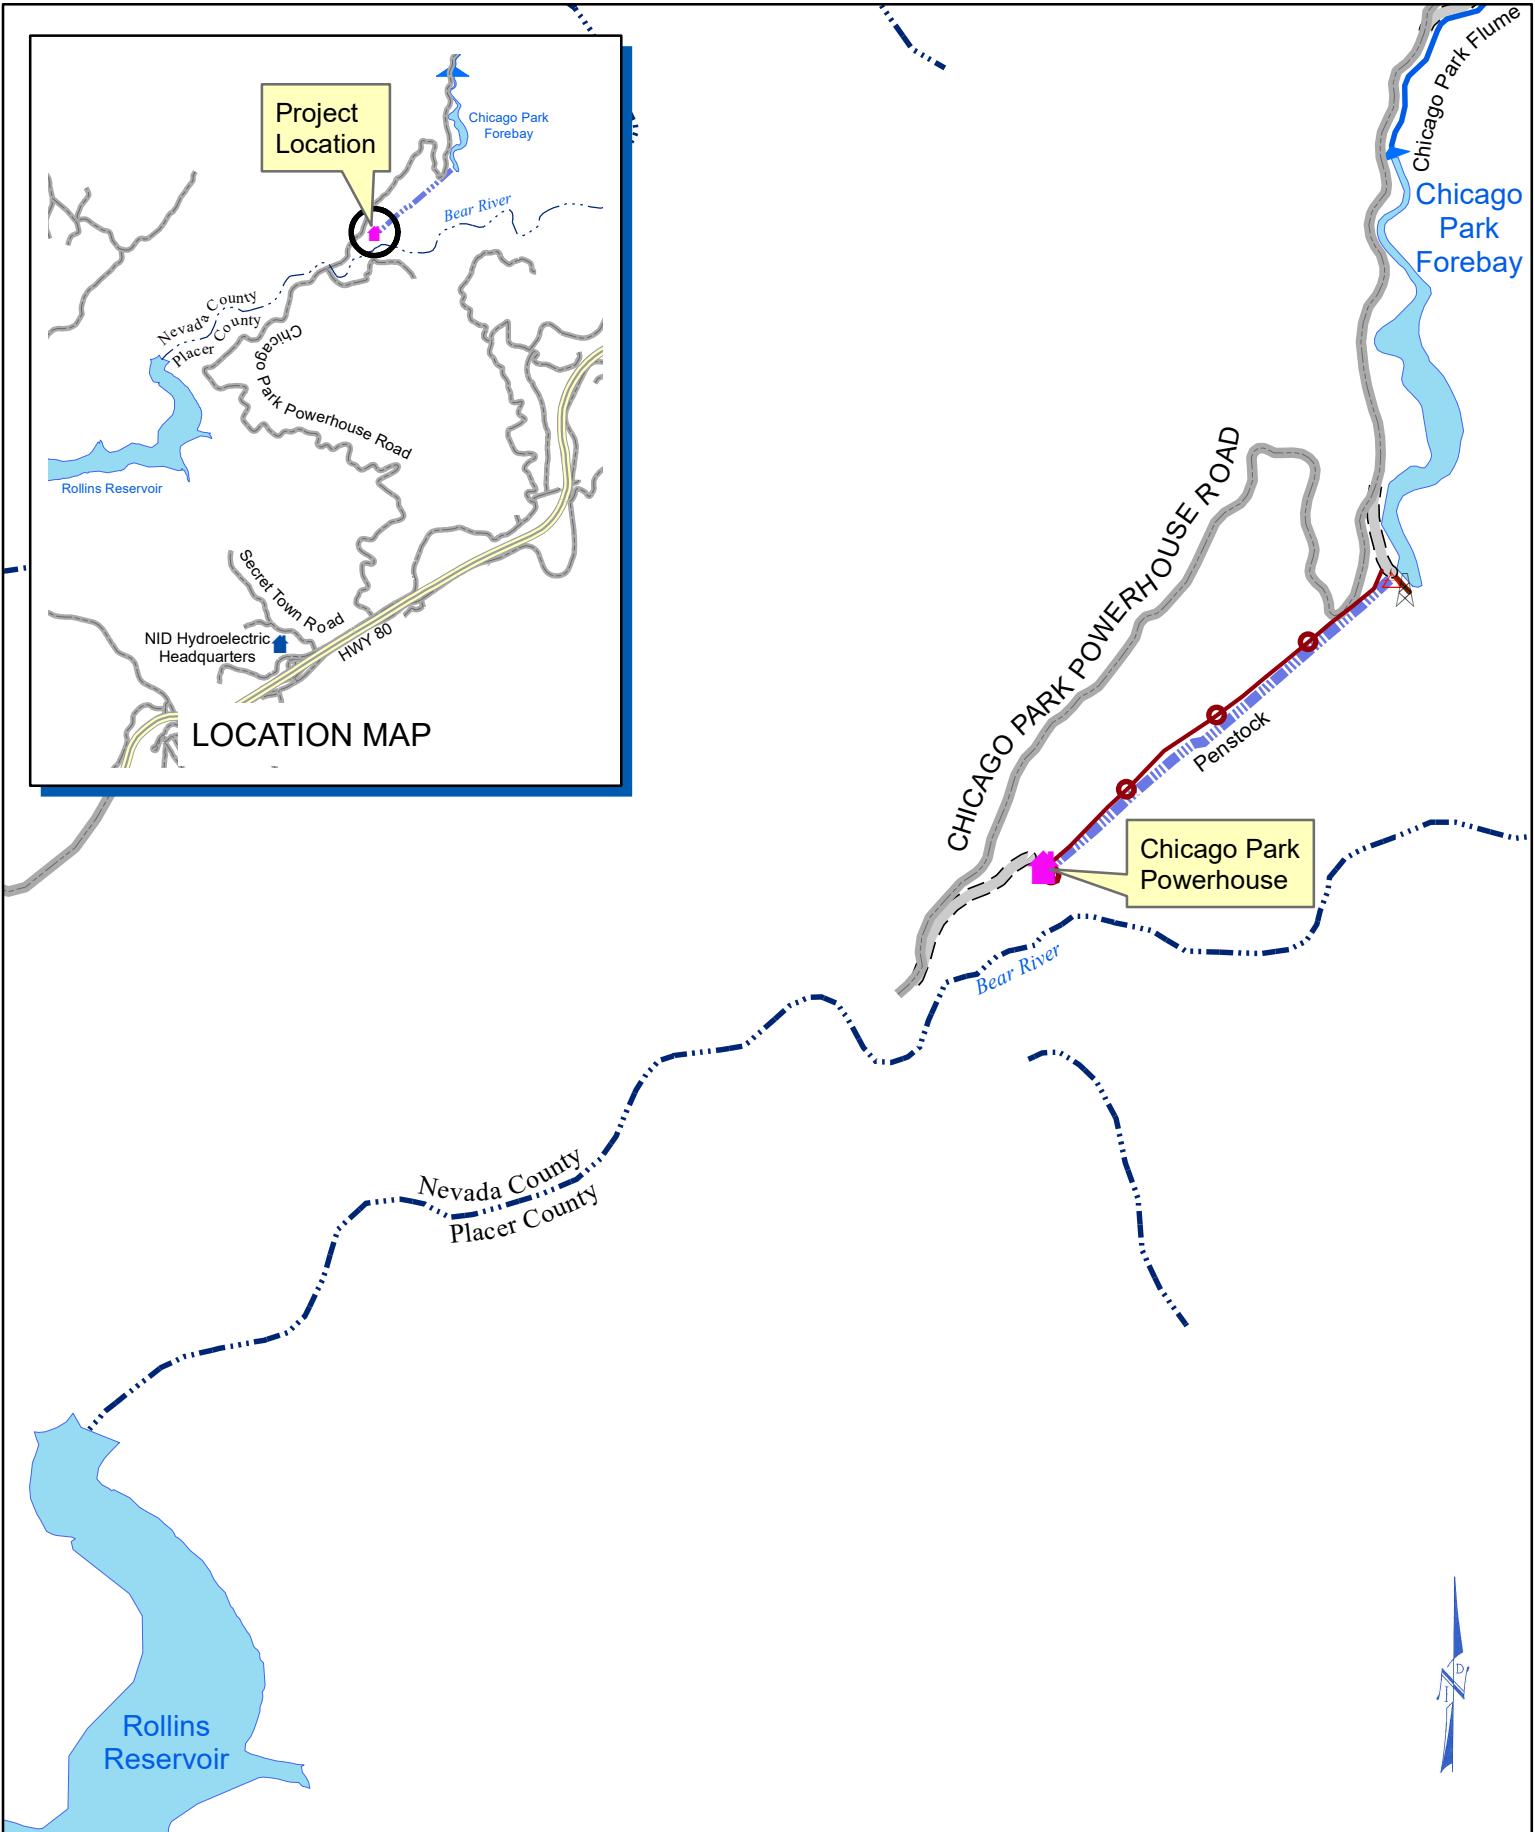 Project
Location
Chicago Park
Forebay
Bear River
Nevada County
Placer County
Chicago Park Powerhouse Road
Rollins Reservoir
Secret Town Road
NID Hydroelectric
Headquarters
HWY 80
LOCATION MAP
Chicago Park Flume
Chicago
Park
Forebay
CHICAGO PARK POWERHOUSE ROAD
Penstock
Chicago Park
Powerhouse
Bear River
Nevada County
Placer County
Rollins
Reservoir
N
I
D